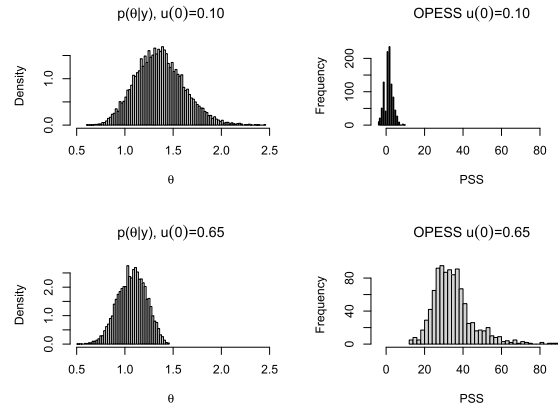 p(θ|y), u(0)=0.10
Density
0.0 1.0
0.5 1.0 1.5 2.0 2.5
θ
OPESS u(0)=0.10
Frequency
0 100 200
0 20 40 60 80
PSS
p(θ|y), u(0)=0.65
Density
0.0 1.0 2.0
0.5 1.0 1.5 2.0 2.5
θ
OPESS u(0)=0.65
Frequency
0 40 80
0 20 40 60 80
PSS